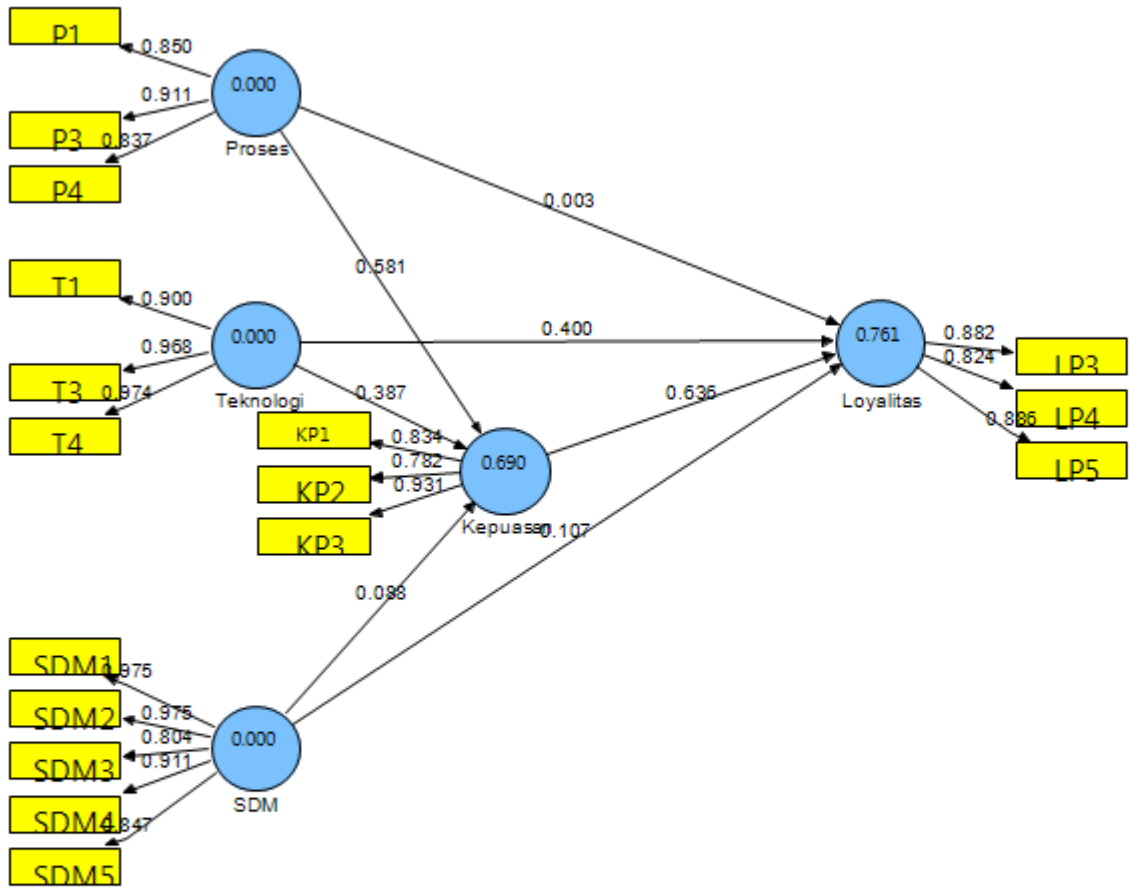 P1
0.850
0.000
0.911
P3
0.837
Proses
P4
0.003
0.581
T1
0.900
0.000
0.400
0.761
0.882
LP3
0.968
0.824
T3
0.974
Teknologi
0.387
0.636
Loyalitas
LP4
0.886
T4
KP1
0.834
0.782
0.690
LP5
KP2
0.931
Kepuasan
0.107
KP3
0.088
SDM1
0.975
SDM2
0.975
0.000
0.804
SDM3
0.911
SDM
SDM4
0.847
SDM5